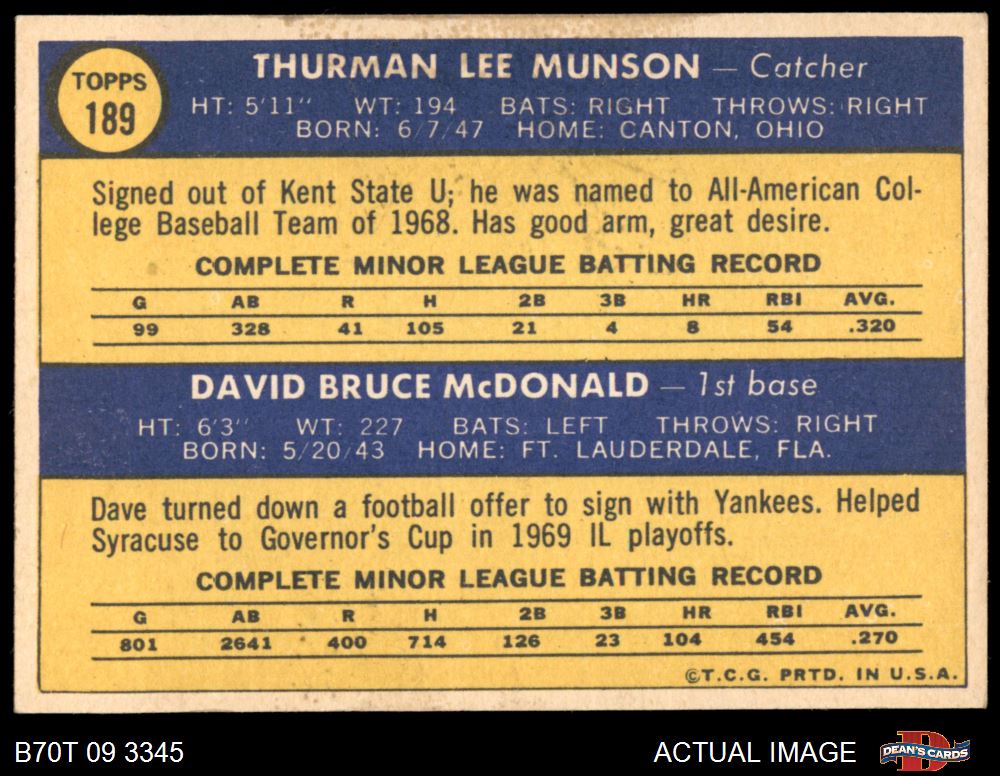 TOPPS
189
THURMAN LEE MUNSON — Catcher
HT: 5'11" WT: 194 BATS: RIGHT THROWS: RIGHT
BORN: 6/7/47 HOME: CANTON, OHIO
Signed out of Kent State U; he was named to All-American Col-
lege Baseball Team of 1968. Has good arm, great desire.
COMPLETE MINOR LEAGUE BATTING RECORD
G AB R H 2B 3B HR RBI AVG.
99 328 41 105 21 4 8 54 .320
DAVID BRUCE McDONALD — 1st base
HT: 6'3" WT: 227 BATS: LEFT THROWS: RIGHT
BORN: 5/20/43 HOME: FT. LAUDERDALE, FLA.
Dave turned down a football offer to sign with Yankees. Helped
Syracuse to Governor's Cup in 1969 IL playoffs.
COMPLETE MINOR LEAGUE BATTING RECORD
G AB R H 2B 3B HR RBI AVG.
801 2641 400 714 126 23 104 454 .270
©T.C.G. PRTD. IN U.S.A.
B70T 09 3345 ACTUAL IMAGE DEAN'S CARDS